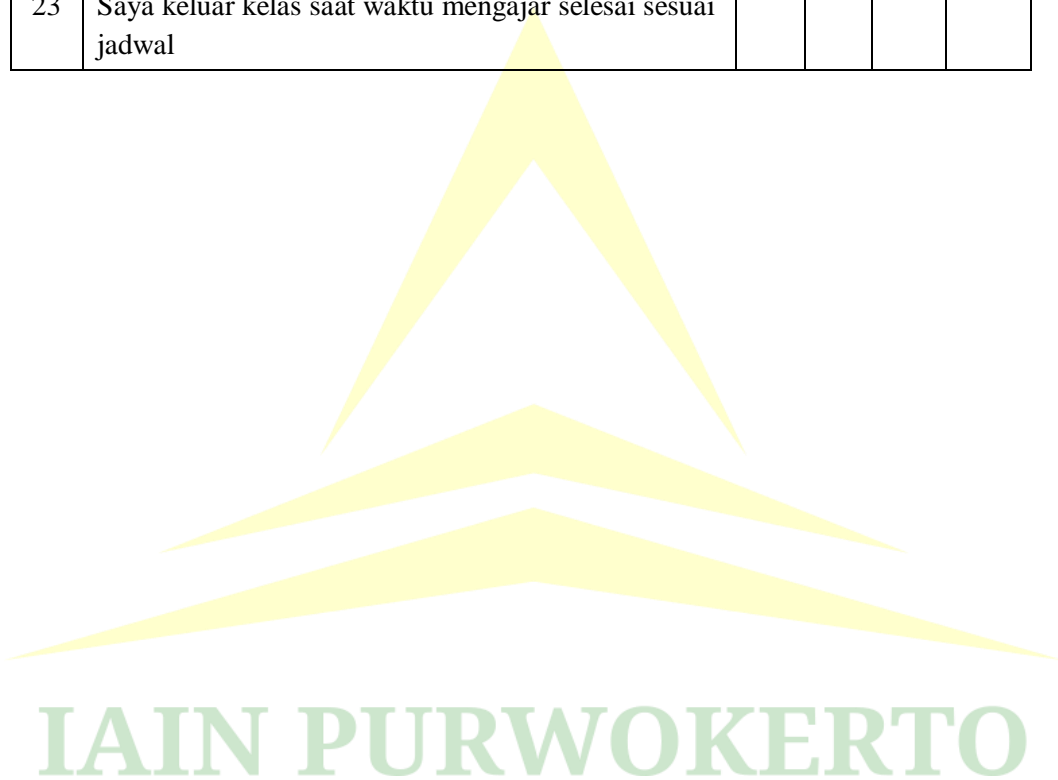 23 Saya keluar kelas saat waktu mengajar selesai sesuai
jadwal
IAIN PURWOKERTO